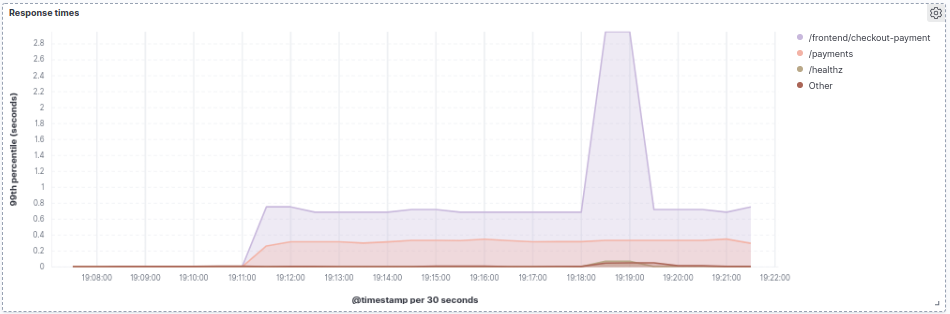 Response times
/frontend/checkout-payment
/payments
/healthz
Other
99th percentile (seconds)
2.8
2.6
2.4
2.2
2
1.8
1.6
1.4
1.2
1
0.8
0.6
0.4
0.2
0
19:08:00 19:09:00 19:10:00 19:11:00 19:12:00 19:13:00 19:14:00 19:15:00 19:16:00 19:17:00 19:18:00 19:19:00 19:20:00 19:21:00 19:22:00
@timestamp per 30 seconds